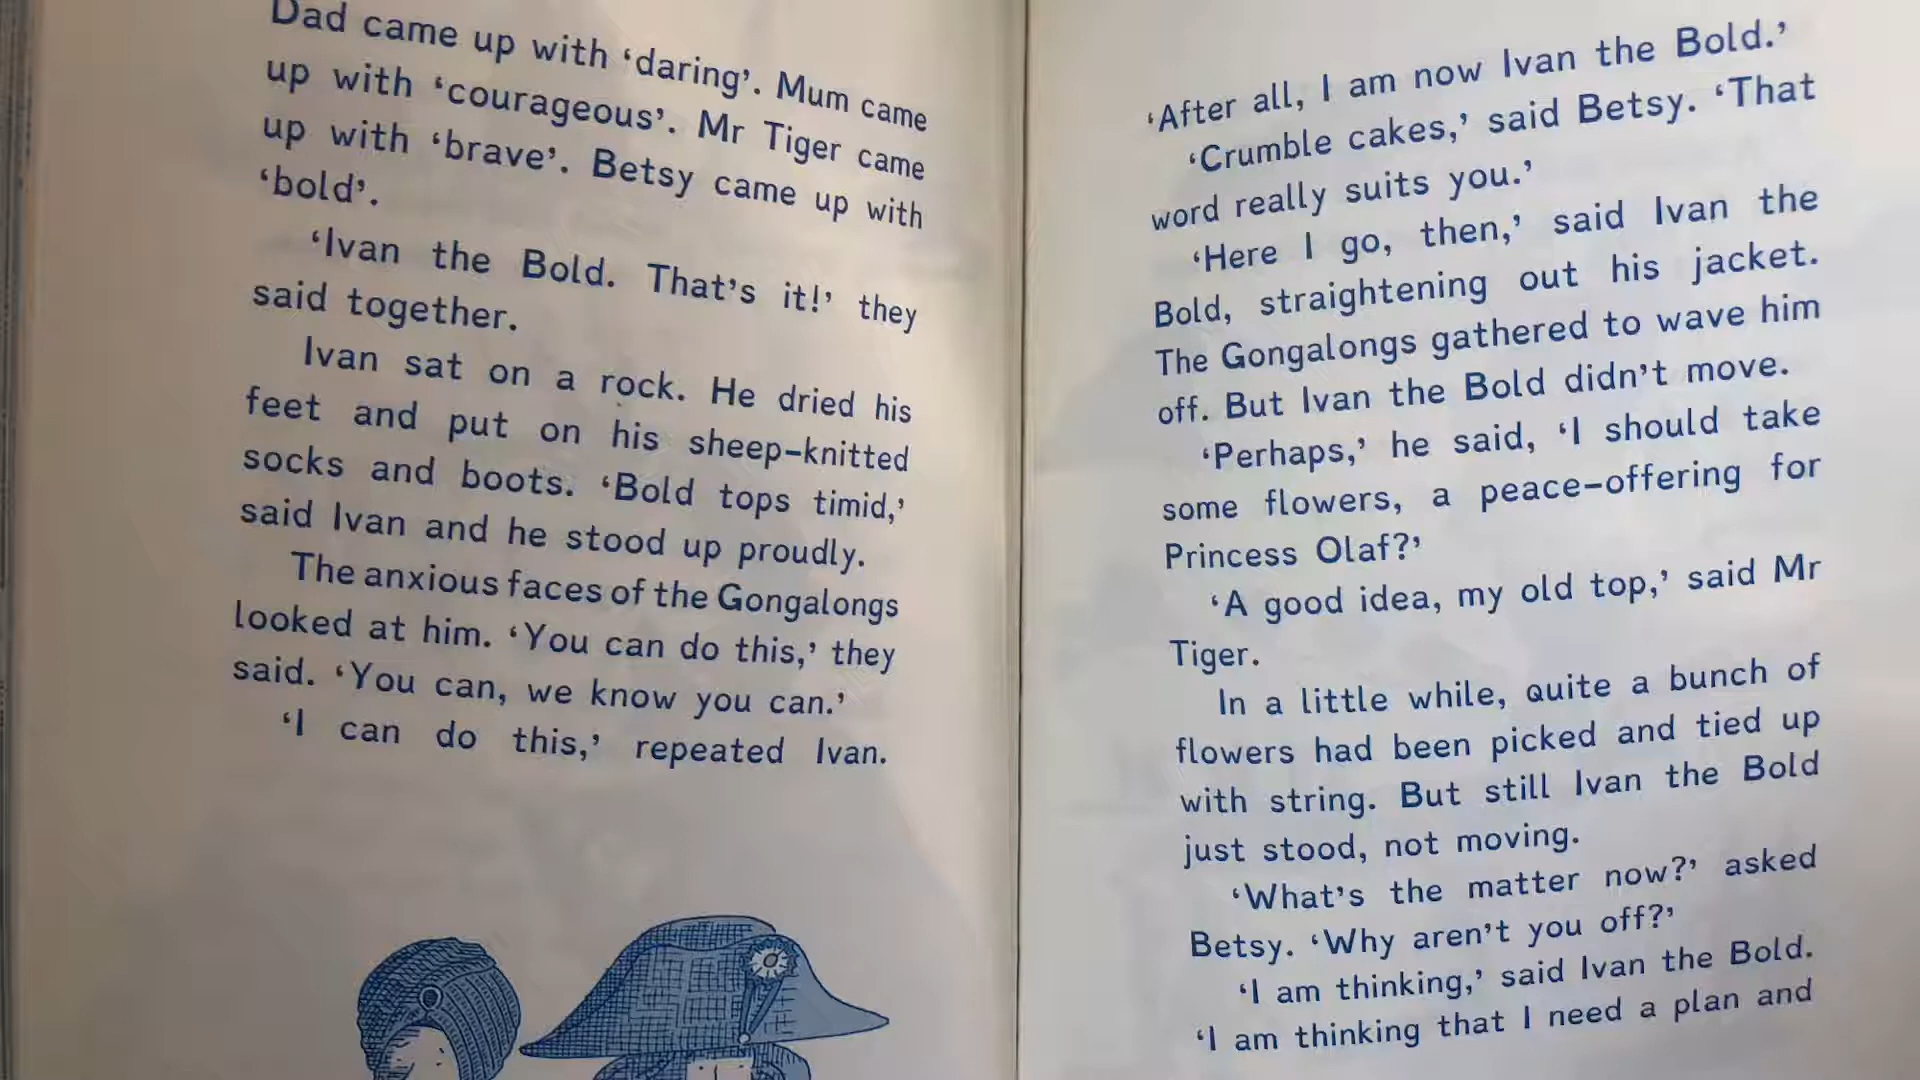 Dad came up with ‘daring’. Mum came
up with ‘courageous’. Mr Tiger came
up with ‘brave’. Betsy came up with
‘bold’.
‘Ivan the Bold. That’s it!’ they
said together.
Ivan sat on a rock. He dried his
feet and put on his sheep-knitted
socks and boots. ‘Bold tops timid,’
said Ivan and he stood up proudly.
The anxious faces of the Gongalongs
looked at him. ‘You can do this,’ they
said. ‘You can, we know you can.’
‘I can do this,’ repeated Ivan.
‘After all, I am now Ivan the Bold.’
‘Crumble cakes,’ said Betsy. ‘That
word really suits you.’
‘Here I go, then,’ said Ivan the
Bold, straightening out his jacket.
The Gongalongs gathered to wave him
off. But Ivan the Bold didn’t move.
‘Perhaps,’ he said, ‘I should take
some flowers, a peace-offering for
Princess Olaf?’
‘A good idea, my old top,’ said Mr
Tiger.
In a little while, quite a bunch of
flowers had been picked and tied up
with string. But still Ivan the Bold
just stood, not moving.
‘What’s the matter now?’ asked
Betsy. ‘Why aren’t you off?’
‘I am thinking,’ said Ivan the Bold.
‘I am thinking that I need a plan and